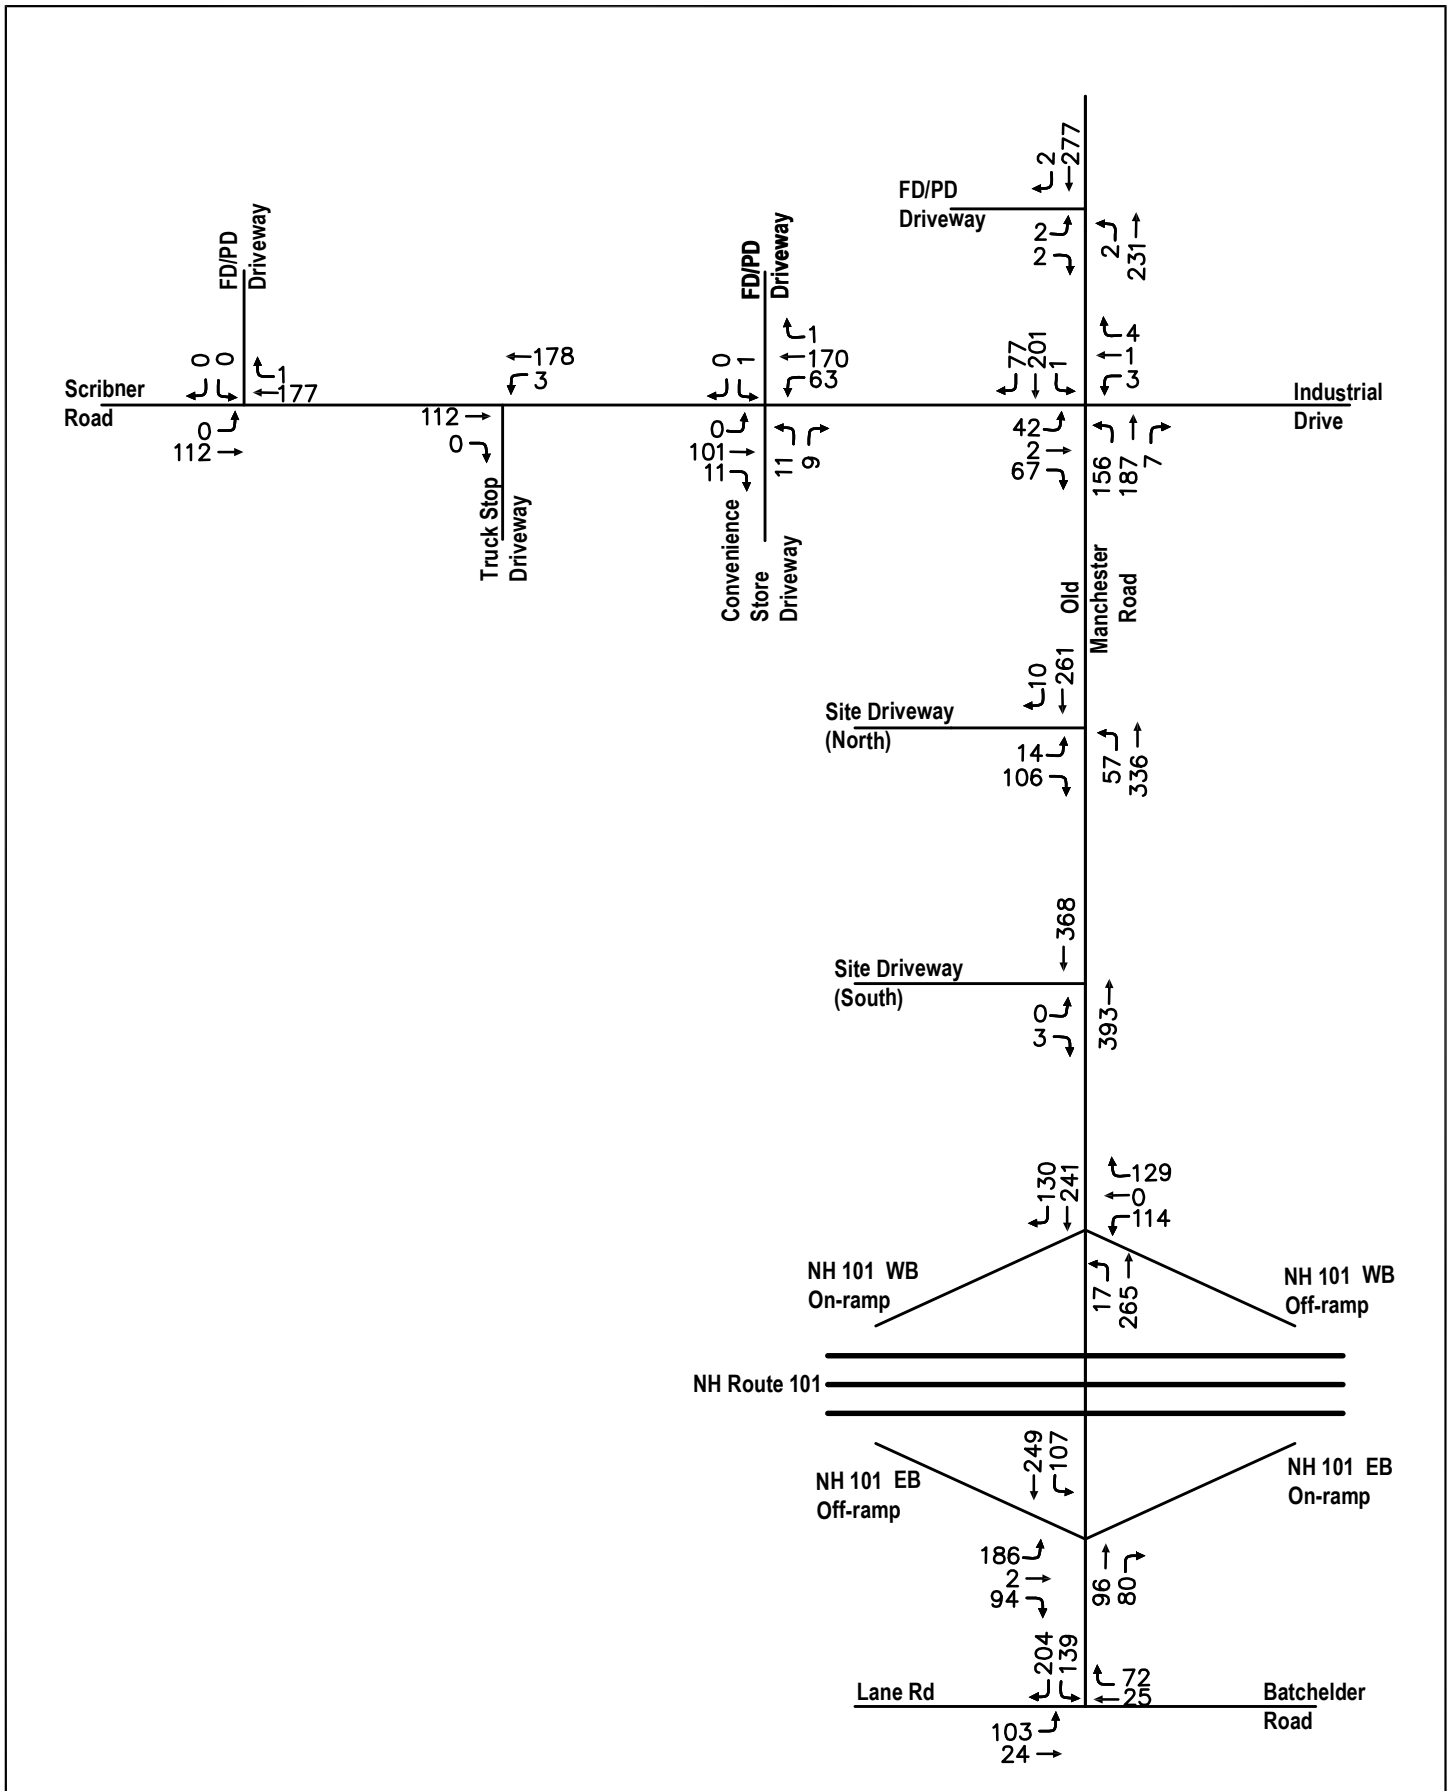 2
277
FD/PD
Driveway
2
2
2
231
FD/PD
Driveway
0
0
1
177
Scribner
Road
0
112
178
3
112
0
Truck Stop
Driveway
FD/PD
Driveway
0
1
1
170
63
0
101
11
11
9
Convenience
Store
Driveway
77
201
1
4
1
3
Industrial
Drive
42
2
67
156
187
7
Old
Manchester
Road
10
261
Site Driveway
(North)
14
106
57
336
368
Site Driveway
(South)
0
3
393
130
241
129
0
114
NH 101 WB
On-ramp
17
265
NH 101 WB
Off-ramp
NH Route 101
249
107
NH 101 EB
Off-ramp
NH 101 EB
On-ramp
186
2
94
96
80
204
139
72
25
Lane Rd
Batchelder
Road
103
24